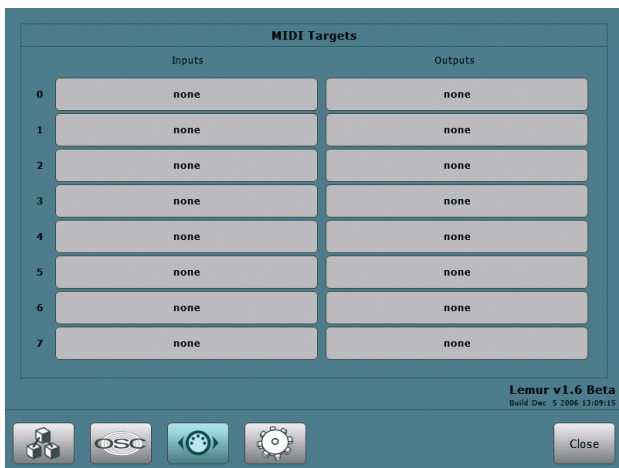 MIDI Targets
Inputs Outputs
0 none none
1 none none
2 none none
3 none none
4 none none
5 none none
6 none none
7 none none
Lemur v1.6 Beta
Build Dec 5 2006 13:09:15
OSC Close